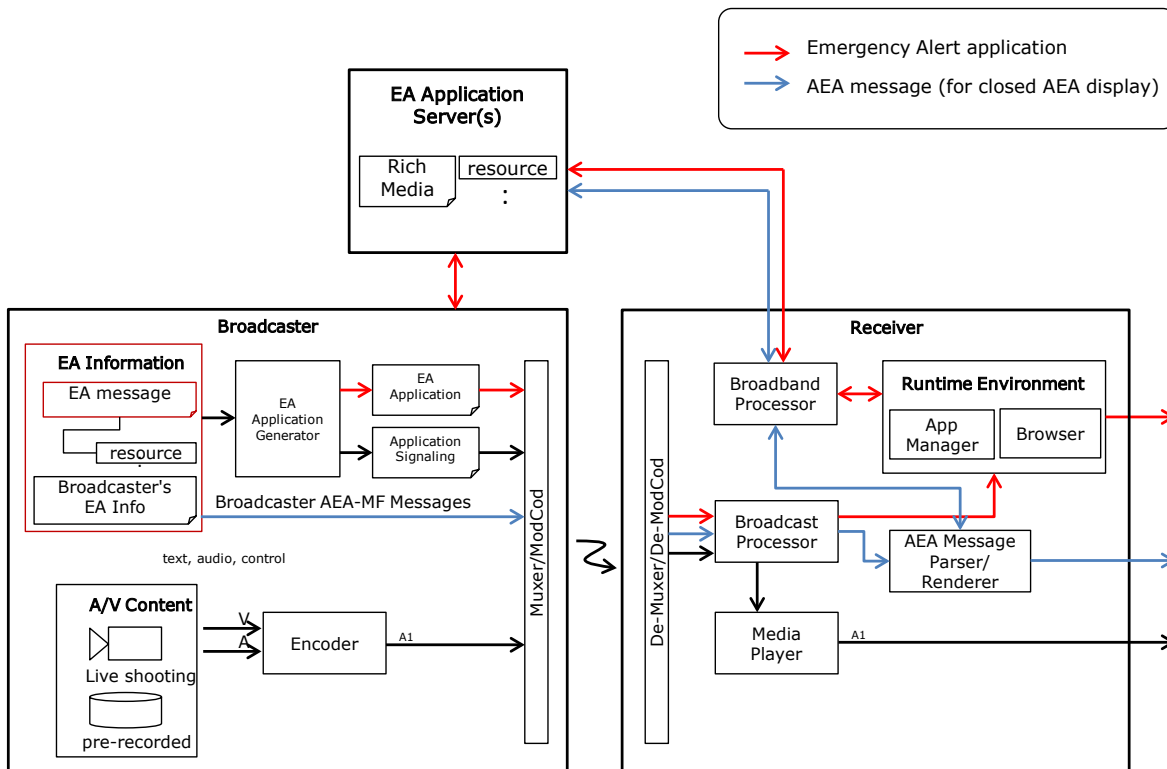 Emergency Alert application
AEA message (for closed AEA display)
EA Application
Server(s)
Rich
Media
resource
:
Broadcaster
EA Information
EA message
resource
.
Broadcaster's
EA Info
EA
Application
Generator
EA
Application
Application
Signaling
Broadcaster AEA-MF Messages
text, audio, control
A/V Content
Live shooting
pre-recorded
V
A
Encoder
A1
Muxer/ModCod
Receiver
De-Muxer/De-ModCod
Broadband
Processor
Runtime Environment
App
Manager
Browser
Broadcast
Processor
AEA Message
Parser/
Renderer
Media
Player
A1